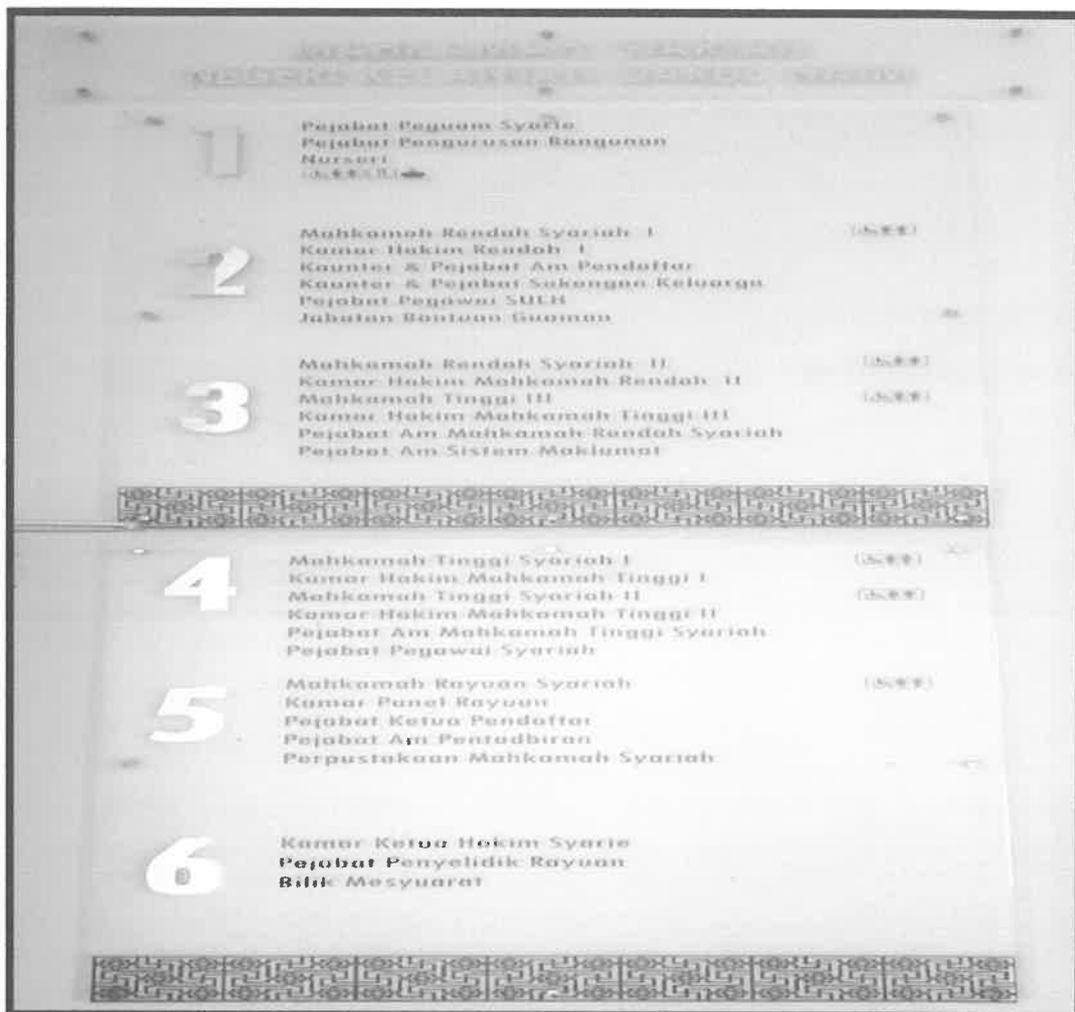 1
Pejabat Peguam Syarie
Pejabat Pengurusan Bangunan
Nurseri
2
Mahkamah Rendah Syariah I
Kamar Hakim Rendah I
Kaunter & Pejabat Am Pendaftar
Kaunter & Pejabat Sokongan Keluarga
Pejabat Pegawai SULH
Jabatan Bantuan Guaman
3
Mahkamah Rendah Syariah II
Kamar Hakim Mahkamah Rendah II
Mahkamah Tinggi III
Kamar Hakim Mahkamah Tinggi III
Pejabat Am Mahkamah Rendah Syariah
Pejabat Am Sistem Maklumat
4
Mahkamah Tinggi Syariah I
Kamar Hakim Mahkamah Tinggi I
Mahkamah Tinggi Syariah II
Kamar Hakim Mahkamah Tinggi II
Pejabat Am Mahkamah Tinggi Syariah
Pejabat Pegawai Syariah
5
Mahkamah Rayuan Syariah
Kamar Panel Rayuan
Pejabat Ketua Pendaftar
Pejabat Am Pentadbiran
Perpustakaan Mahkamah Syariah
6
Kamar Ketua Hakim Syarie
Pejabat Penyelidik Rayuan
Bilik Mesyuarat